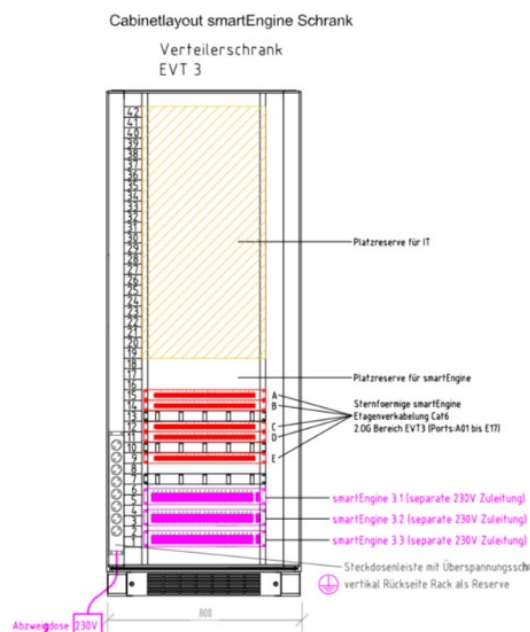 Cabinetlayout smartEngine Schrank
Verteilerschrank
EVT 3
42
41
40
39
38
37
36
35
34
33
32
31
30
29
28
27
26
25
24
23
22
21
20
19
18
17
16
15
14
13
12
11
10
9
8
7
6
5
4
3
2
1
Platzreserve für IT
Platzreserve für smartEngine
A
B
C
D
E
Sternfoermige smartEngine
Etagenverkabelung Cat6
2.OG Bereich EVT3 (Ports:A01 bis E17)
smartEngine 3.1 (separate 230V Zuleitung)
smartEngine 3.2 (separate 230V Zuleitung)
smartEngine 3.3 (separate 230V Zuleitung)
Steckdosenleiste mit Überspannungssch
vertikal Rückseite Rack als Reserve
800
Abzweigdose 230V